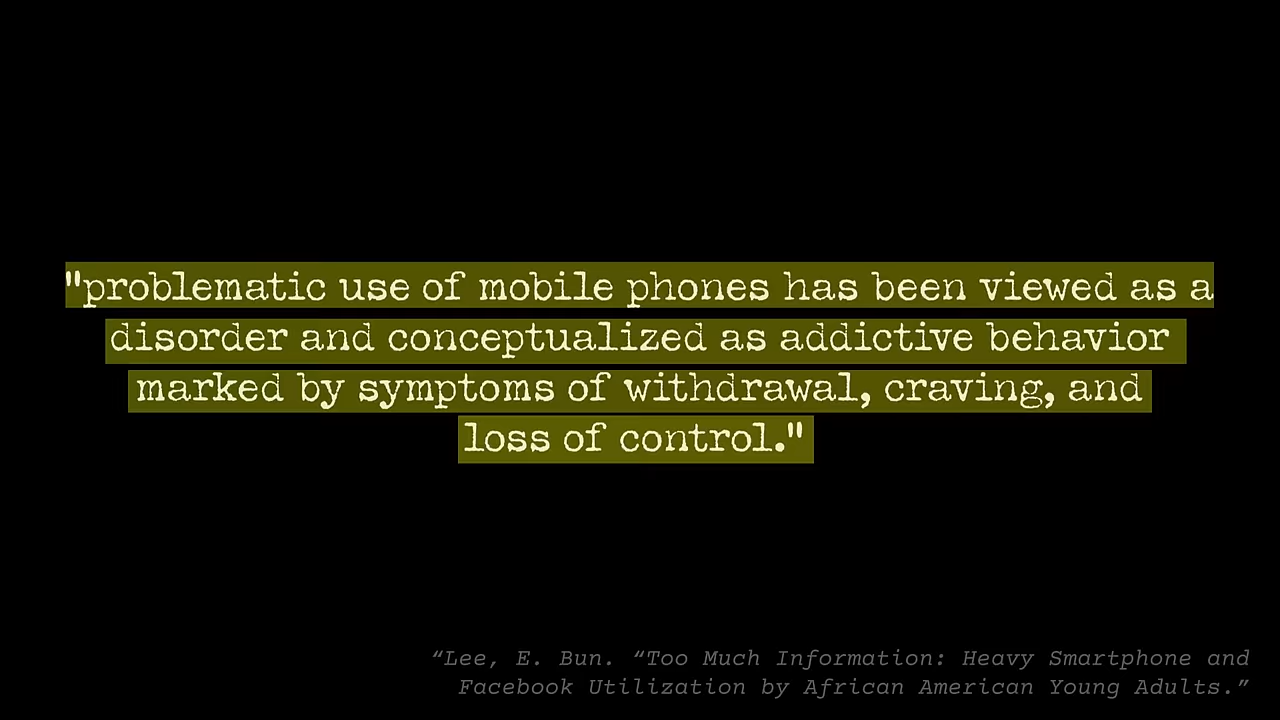 "problematic use of mobile phones has been viewed as a
disorder and conceptualized as addictive behavior
marked by symptoms of withdrawal, craving, and
loss of control."
“Lee, E. Bun. “Too Much Information: Heavy Smartphone and
Facebook Utilization by African American Young Adults.”